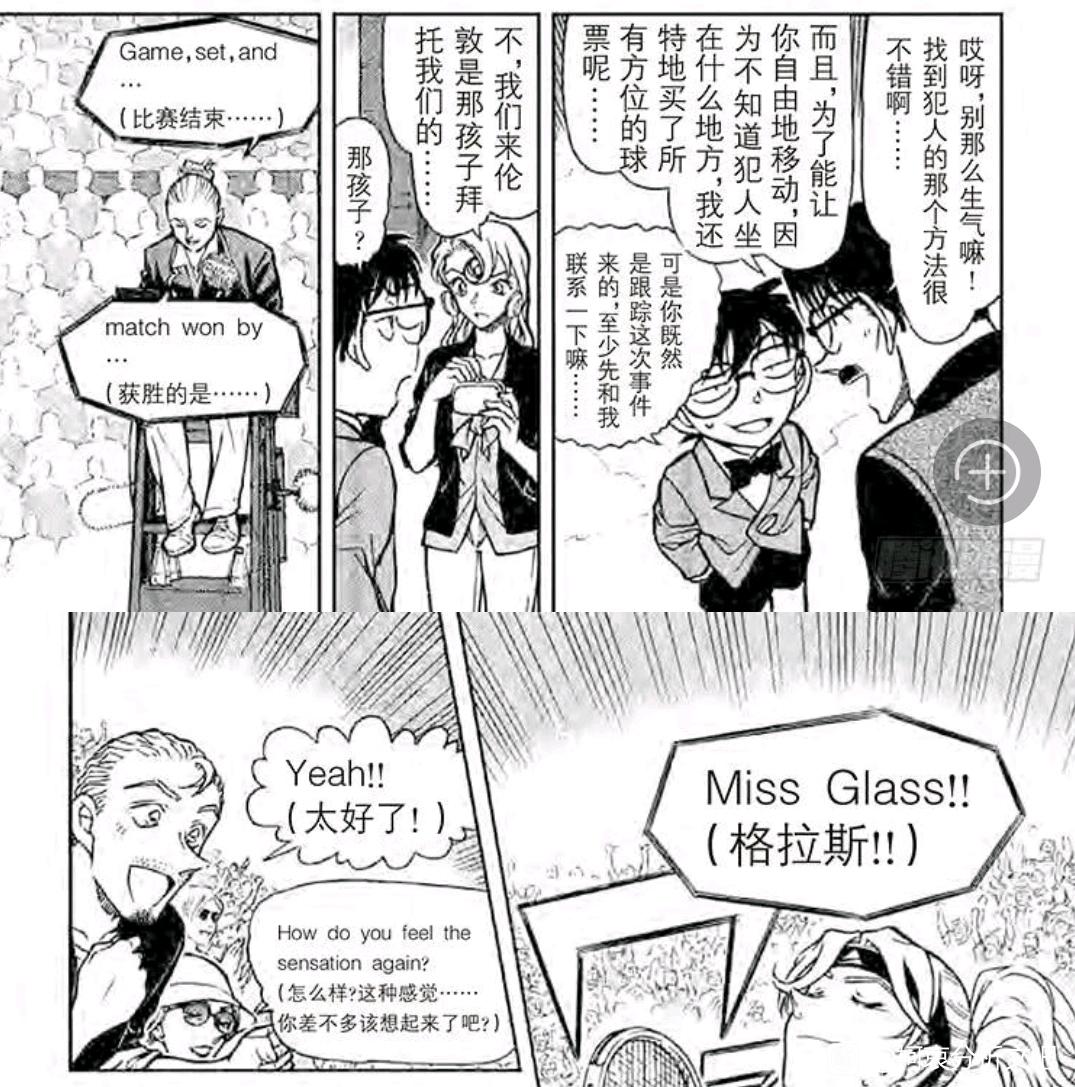 哎呀，别那么生气嘛！
找到犯人的那个方法很
不错啊……
而且，为了能让
你自由地移动，因
为不知道犯人坐
在什么地方，我还
特地买了所
有方位的球
票呢……
可是你既然
是跟踪这次事件
来的，至少先和我
联系一下嘛……
不，我们来伦
敦是那孩子拜
托我们的……
那孩子？
Game,set,and
…
（比赛结束……）
match won by
…
（获胜的是……）
Miss Glass!!
（格拉斯!!）
Yeah!!
（太好了！）
How do you feel the
sensation again?
（怎么样?这种感觉……
你差不多该想起来了吧?）